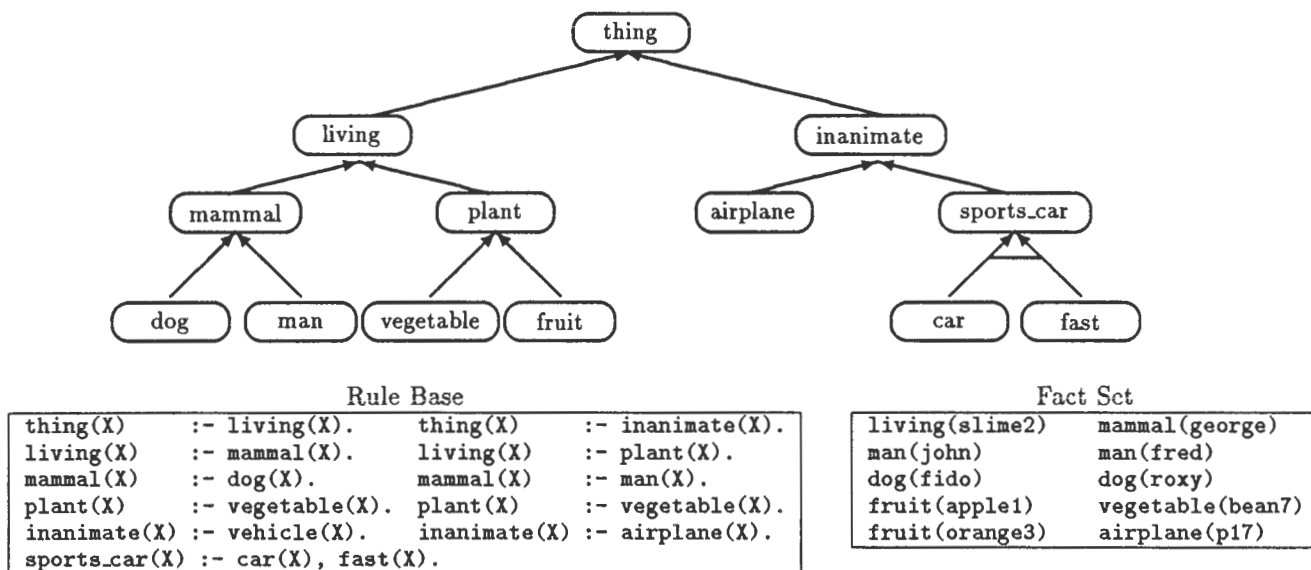 thing
living inanimate
mammal plant airplane sports_car
dog man vegetable fruit car fast
Rule Base
thing(X) :- living(X). thing(X) :- inanimate(X).
living(X) :- mammal(X). living(X) :- plant(X).
mammal(X) :- dog(X). mammal(X) :- man(X).
plant(X) :- vegetable(X). plant(X) :- vegetable(X).
inanimate(X) :- vehicle(X). inanimate(X) :- airplane(X).
sports_car(X) :- car(X), fast(X).
Fact Set
living(slime2) mammal(george)
man(john) man(fred)
dog(fido) dog(roxy)
fruit(apple1) vegetable(bean7)
fruit(orange3) airplane(p17)